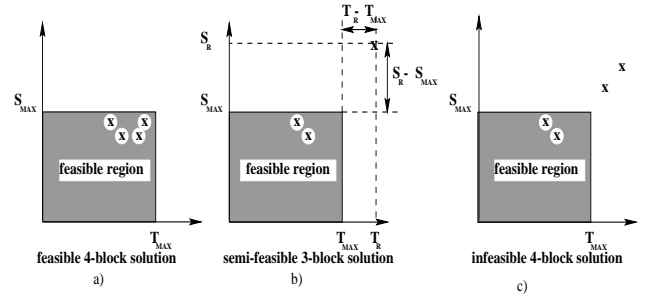 T_R - T_MAX
S_R
x
S_R - S_MAX
S_MAX
x x
x x
feasible region
T_MAX
feasible 4-block solution
a)
S_MAX
x
x
feasible region
T_MAX T_R
semi-feasible 3-block solution
b)
x
x
S_MAX
x
x
feasible region
T_MAX
infeasible 4-block solution
c)